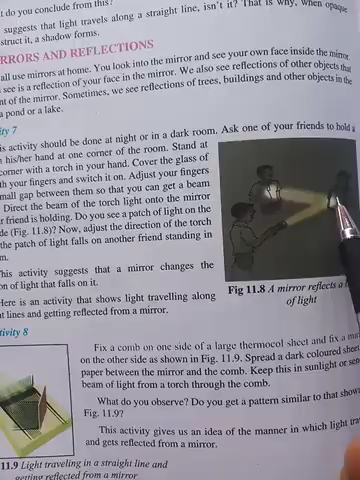 t do you conclude from this?
suggests that light travels along a straight line, isn't it? That is why, when opaque
struct it, a shadow forms.
RRORS AND REFLECTIONS
all use mirrors at home. You look into the mirror and see your own face inside the mirror.
see is a reflection of your face in the mirror. We also see reflections of other objects that
nt of the mirror. Sometimes, we see reflections of trees, buildings and other objects in the
a pond or a lake.
ity 7
is activity should be done at night or in a dark room. Ask one of your friends to hold a
n his/her hand at one corner of the room. Stand at
corner with a torch in your hand. Cover the glass of
th your fingers and switch it on. Adjust your fingers
mall gap between them so that you can get a beam
Direct the beam of the torch light onto the mirror
r friend is holding. Do you see a patch of light on the
de (Fig. 11.8)? Now, adjust the direction of the torch
the patch of light falls on another friend standing in
m.
his activity suggests that a mirror changes the
on of light that falls on it.
Here is an activity that shows light travelling along
ht lines and getting reflected from a mirror.
Fig 11.8 A mirror reflects a
of light
tivity 8
Fix a comb on one side of a large thermocol sheet and fix a
on the other side as shown in Fig. 11.9. Spread a dark coloured sheet
paper between the mirror and the comb. Keep this in sunlight or
beam of light from a torch through the comb.
What do you observe? Do you get a pattern similar to that
Fig. 11.9?
This activity gives us an idea of the manner in which light
and gets reflected from a mirror.
11.9 Light traveling in a straight line and
getting reflected from a mirror